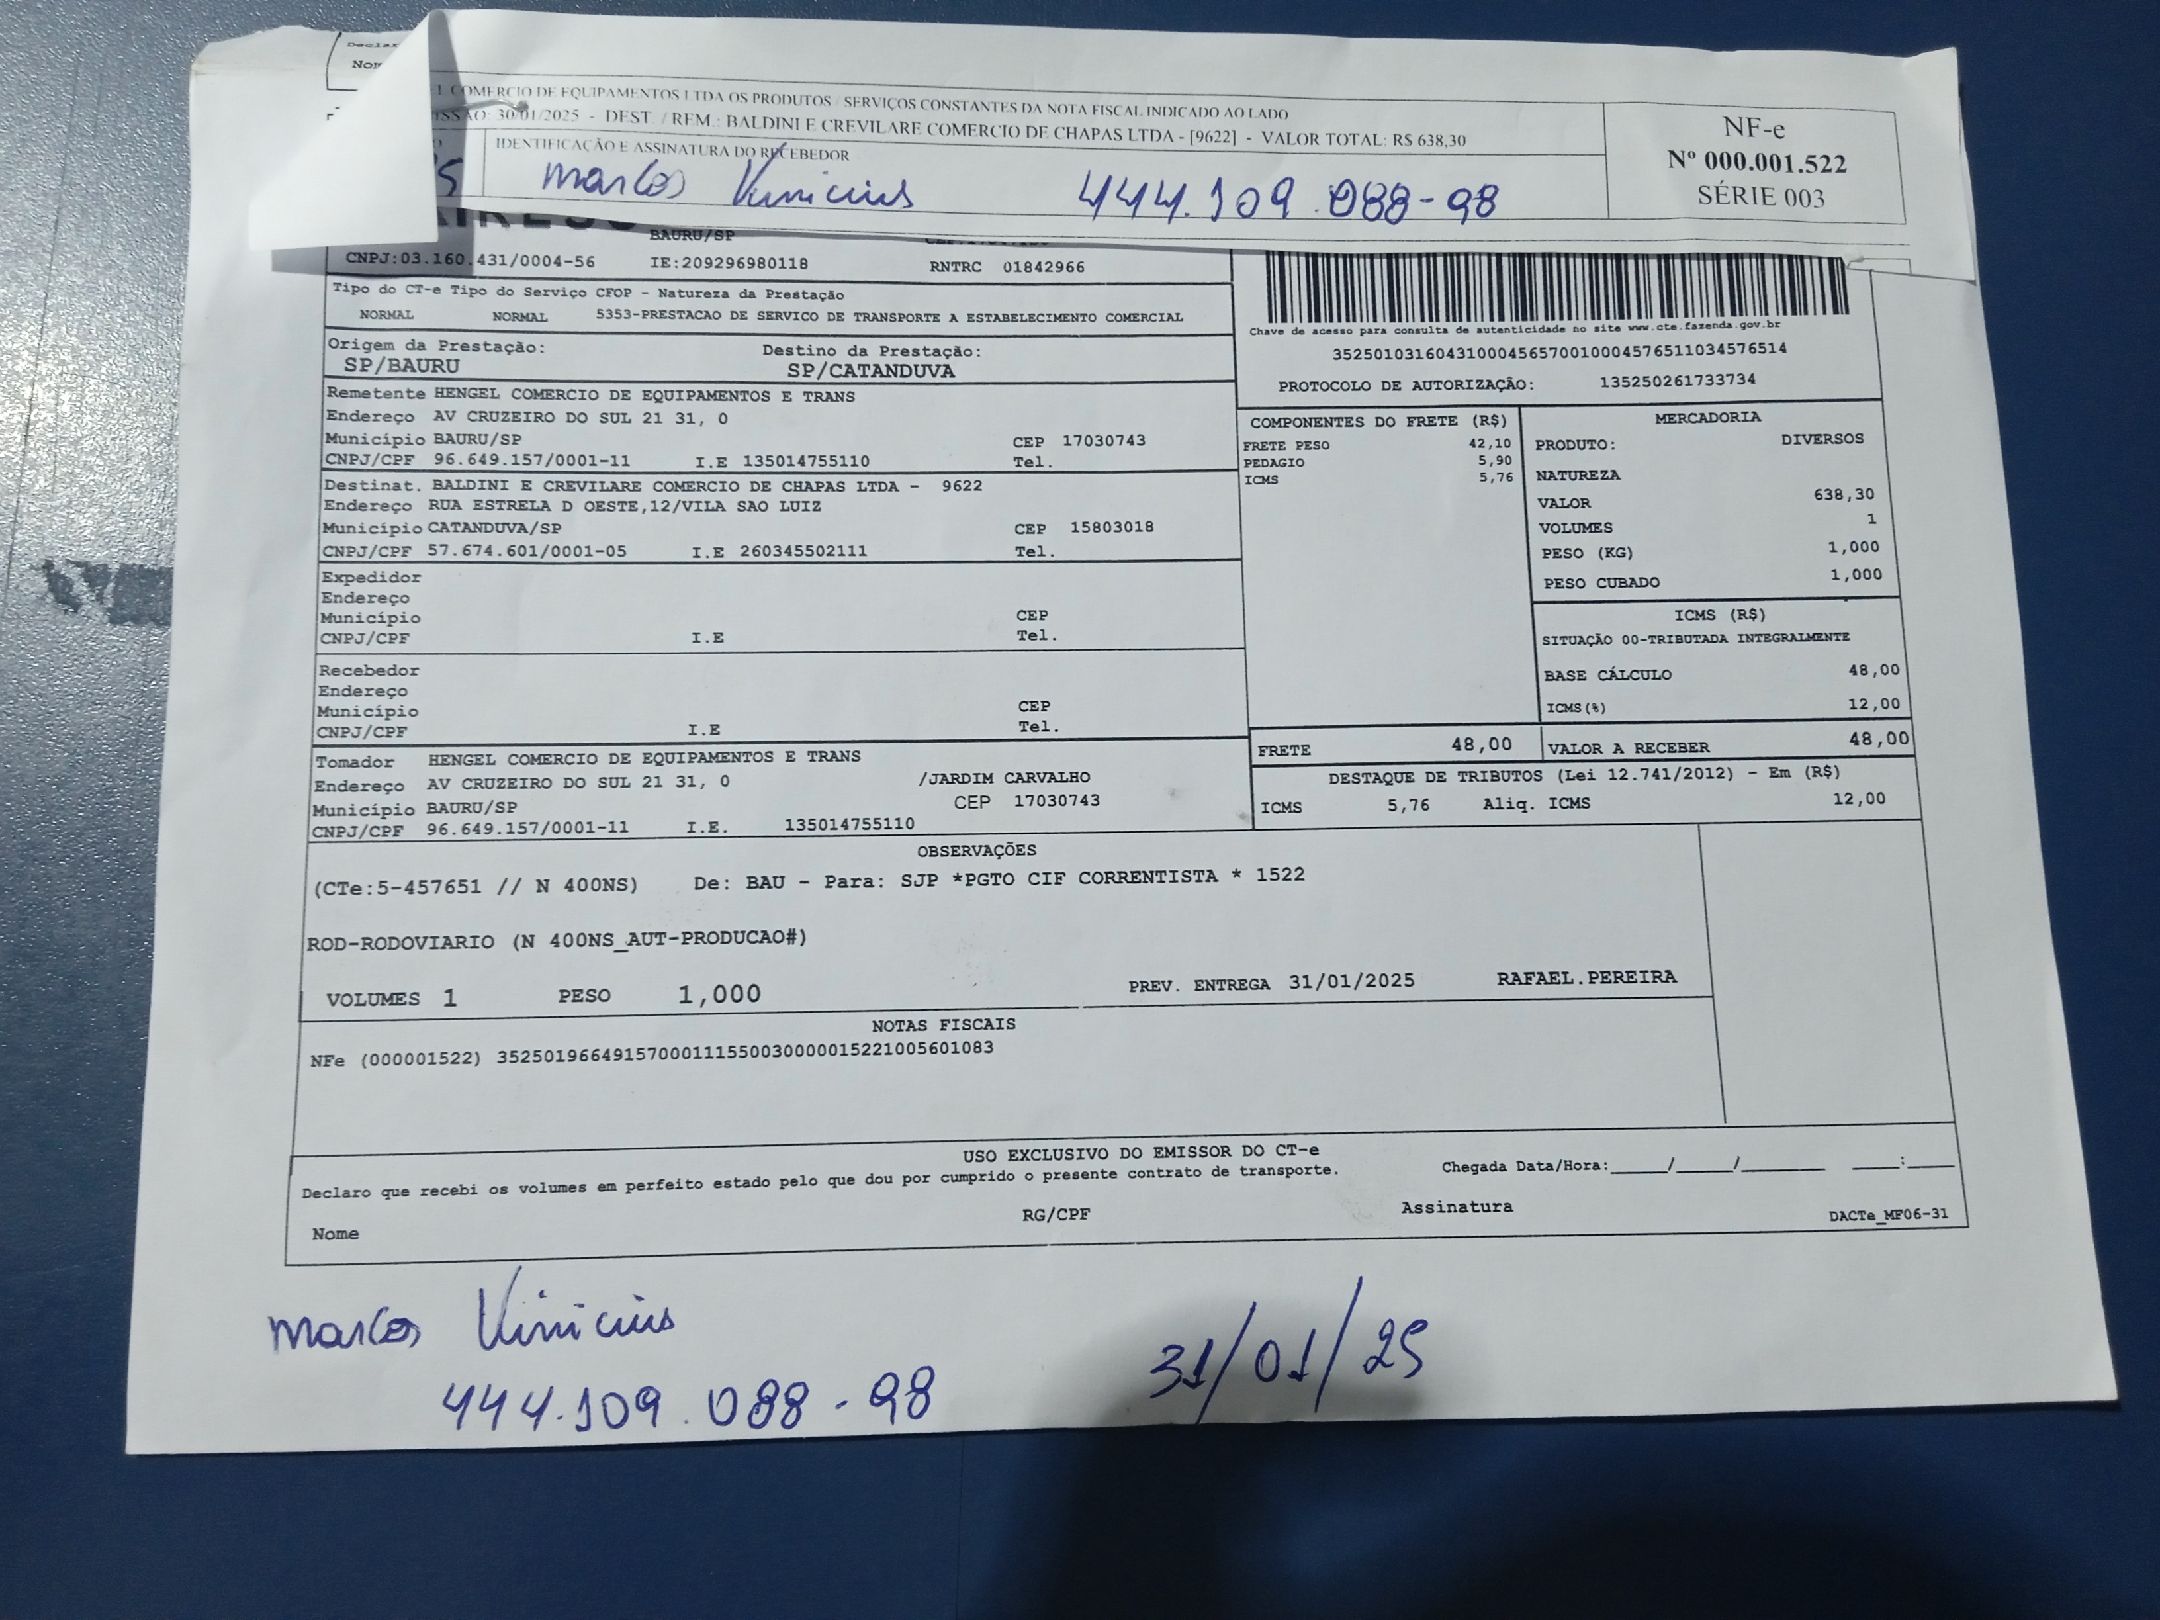 Declar
Nom
COMERCIO DE EQUIPAMENTOS LTDA OS PRODUTOS / SERVIÇOS CONSTANTES DA NOTA FISCAL INDICADO AO LADO
30/01/2025 - DEST. / REM.: BALDINI E CREVILARE COMERCIO DE CHAPAS LTDA - [9622] - VALOR TOTAL: R$ 638,30
IDENTIFICAÇÃO E ASSINATURA DO RECEBEDOR
Marcos Vinicius 444.109.088-98
NF-e
Nº 000.001.522
SÉRIE 003
BAURU/SP
CNPJ:03.160.431/0004-56 IE:209296980118 RNTRC 01842966
Tipo do CT-e Tipo do Serviço CFOP - Natureza da Prestação
NORMAL NORMAL 5353-PRESTACAO DE SERVICO DE TRANSPORTE A ESTABELECIMENTO COMERCIAL
Chave de acesso para consulta de autenticidade no site www.cte.fazenda.gov.br
35250103160431000456570010004576511034576514
PROTOCOLO DE AUTORIZAÇÃO: 135250261733734
Origem da Prestação: Destino da Prestação:
SP/BAURU SP/CATANDUVA
Remetente HENGEL COMERCIO DE EQUIPAMENTOS E TRANS
Endereço AV CRUZEIRO DO SUL 21 31, 0
Município BAURU/SP CEP 17030743
CNPJ/CPF 96.649.157/0001-11 I.E 135014755110 Tel.
Destinat. BALDINI E CREVILARE COMERCIO DE CHAPAS LTDA - 9622
Endereço RUA ESTRELA D OESTE,12/VILA SAO LUIZ
Município CATANDUVA/SP CEP 15803018
CNPJ/CPF 57.674.601/0001-05 I.E 260345502111 Tel.
Expedidor
Endereço
Município CEP
CNPJ/CPF I.E Tel.
Recebedor
Endereço
Município CEP
CNPJ/CPF I.E Tel.
Tomador HENGEL COMERCIO DE EQUIPAMENTOS E TRANS
Endereço AV CRUZEIRO DO SUL 21 31, 0 /JARDIM CARVALHO
Município BAURU/SP CEP 17030743
CNPJ/CPF 96.649.157/0001-11 I.E. 135014755110
COMPONENTES DO FRETE (R$)
FRETE PESO 42,10
PEDAGIO 5,90
ICMS 5,76
MERCADORIA
PRODUTO: DIVERSOS
NATUREZA
VALOR 638,30
VOLUMES 1
PESO (KG) 1,000
PESO CUBADO 1,000
ICMS (R$)
SITUAÇÃO 00-TRIBUTADA INTEGRALMENTE
BASE CÁLCULO 48,00
ICMS(%) 12,00
FRETE 48,00 VALOR A RECEBER 48,00
DESTAQUE DE TRIBUTOS (Lei 12.741/2012) - Em (R$)
ICMS 5,76 Aliq. ICMS 12,00
OBSERVAÇÕES
(CTe:5-457651 // N 400NS) De: BAU - Para: SJP *PGTO CIF CORRENTISTA * 1522
ROD-RODOVIARIO (N 400NS_AUT-PRODUCAO#)
VOLUMES 1 PESO 1,000 PREV. ENTREGA 31/01/2025 RAFAEL.PEREIRA
NOTAS FISCAIS
NFe (000001522) 35250196649157000111550030000015221005601083
USO EXCLUSIVO DO EMISSOR DO CT-e
Declaro que recebi os volumes em perfeito estado pelo que dou por cumprido o presente contrato de transporte. Chegada Data/Hora:_____/_____/_______ ____:____
Nome RG/CPF Assinatura DACTe_MF06-31
Marcos Vinicius
444.109.088-98 31/01/25